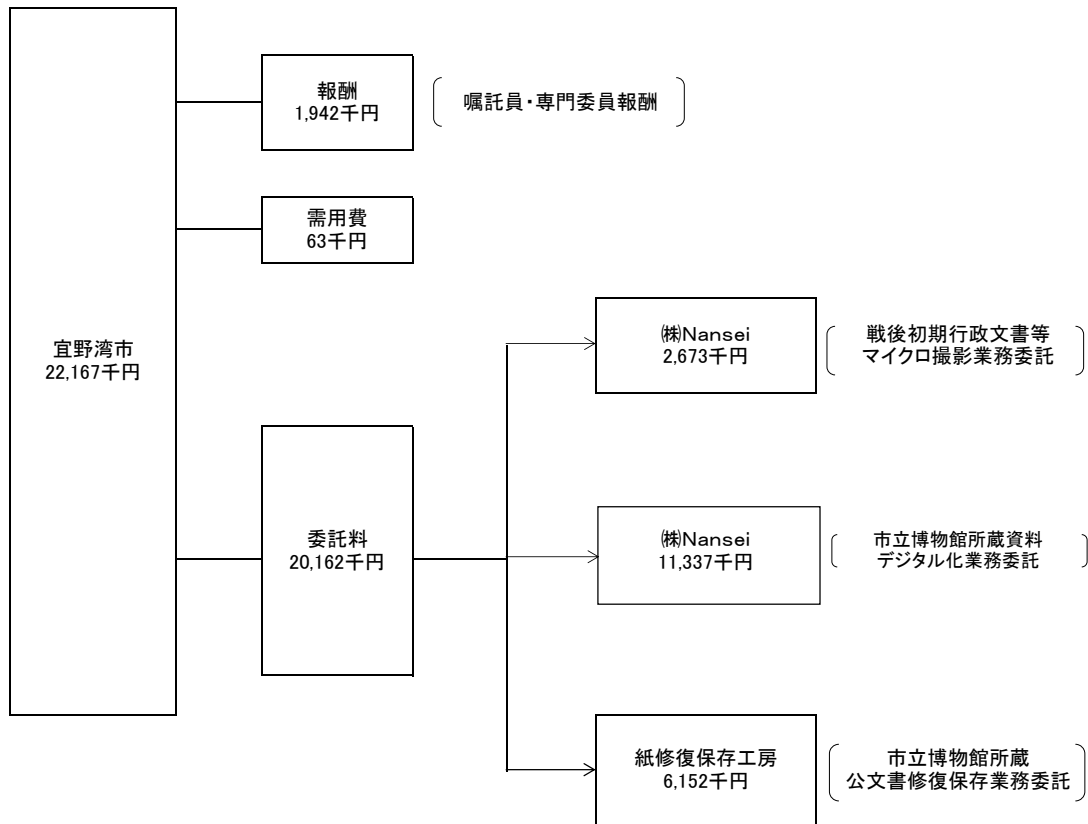 宜野湾市
22,167千円
報酬
1,942千円
嘱託員・専門委員報酬
需用費
63千円
委託料
20,162千円
㈱Nansei
2,673千円
戦後初期行政文書等
マイクロ撮影業務委託
㈱Nansei
11,337千円
市立博物館所蔵資料
デジタル化業務委託
紙修復保存工房
6,152千円
市立博物館所蔵
公文書修復保存業務委託